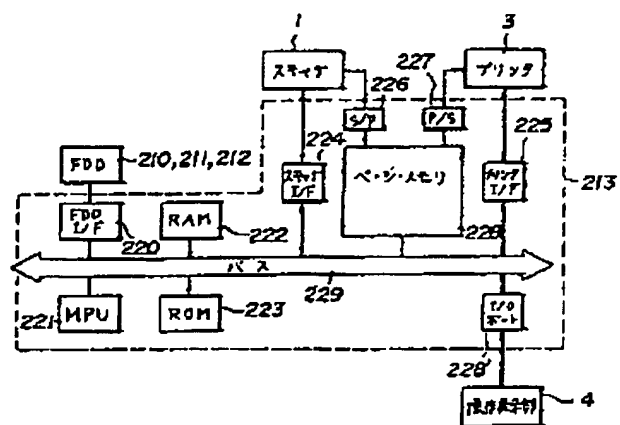 1
3
スキャナ
プリンタ
226
227
S/P
P/S
224
225
FDD
210, 211, 212
スキャナ
I/F
ページ・メモリ
プリンタ
I/F
213
FDD
I/F
220
RAM
222
228
バス
229
221
MPU
ROM
223
I/O
ポート
228'
操作表示部
4